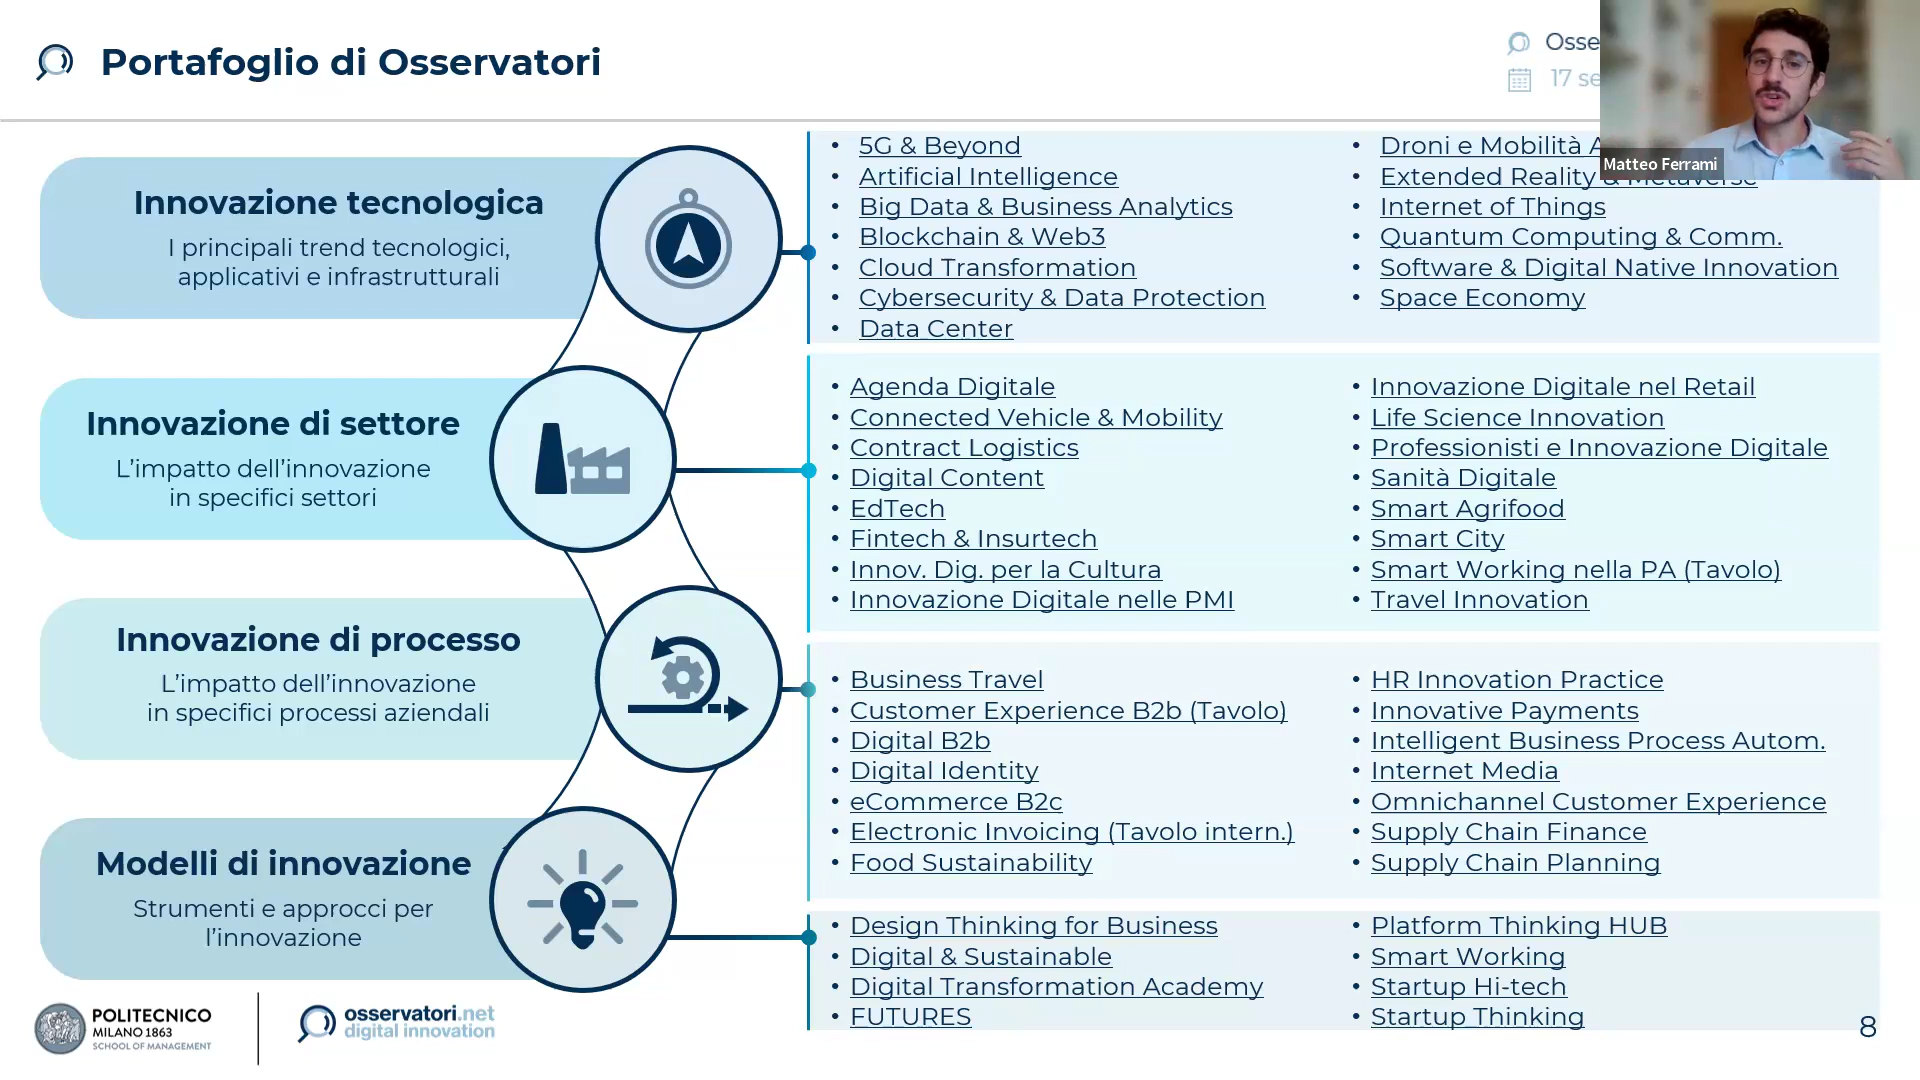 Portafoglio di Osservatori
17
Matteo Ferrami
Innovazione tecnologica
I principali trend tecnologici,
applicativi e infrastrutturali
• 5G & Beyond
• Artificial Intelligence
• Big Data & Business Analytics
• Blockchain & Web3
• Cloud Transformation
• Cybersecurity & Data Protection
• Data Center
• Droni e Mobilità
• Extended Reality & Metaverse
• Internet of Things
• Quantum Computing & Comm.
• Software & Digital Native Innovation
• Space Economy
Innovazione di settore
L’impatto dell’innovazione
in specifici settori
• Agenda Digitale
• Connected Vehicle & Mobility
• Contract Logistics
• Digital Content
• EdTech
• Fintech & Insurtech
• Innov. Dig. per la Cultura
• Innovazione Digitale nelle PMI
• Innovazione Digitale nel Retail
• Life Science Innovation
• Professionisti e Innovazione Digitale
• Sanità Digitale
• Smart Agrifood
• Smart City
• Smart Working nella PA (Tavolo)
• Travel Innovation
Innovazione di processo
L’impatto dell’innovazione
in specifici processi aziendali
• Business Travel
• Customer Experience B2b (Tavolo)
• Digital B2b
• Digital Identity
• eCommerce B2c
• Electronic Invoicing (Tavolo intern.)
• Food Sustainability
• HR Innovation Practice
• Innovative Payments
• Intelligent Business Process Autom.
• Internet Media
• Omnichannel Customer Experience
• Supply Chain Finance
• Supply Chain Planning
Modelli di innovazione
Strumenti e approcci per
l’innovazione
• Design Thinking for Business
• Digital & Sustainable
• Digital Transformation Academy
• FUTURES
• Platform Thinking HUB
• Smart Working
• Startup Hi-tech
• Startup Thinking
POLITECNICO
MILANO 1863
SCHOOL OF MANAGEMENT
osservatori.net
digital innovation
8